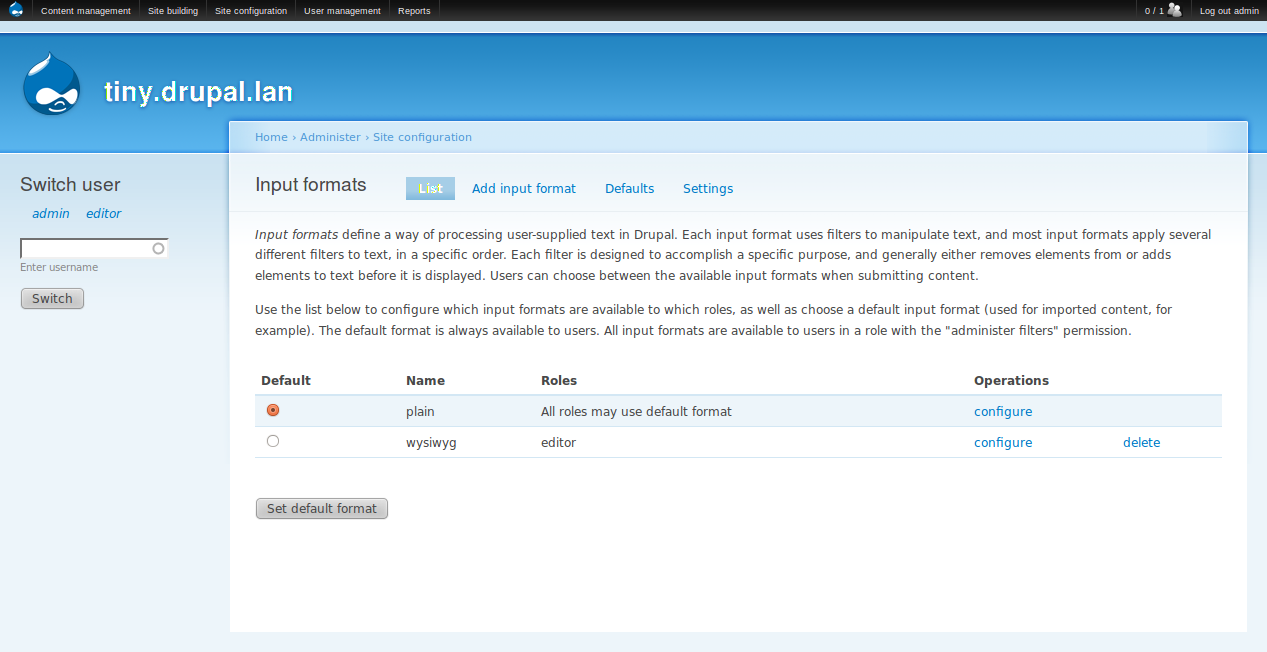 Content management Site building Site configuration User management Reports 0 / 1 Log out admin
tiny.drupal.lan
Home › Administer › Site configuration
Switch user
admin editor
Enter username
Switch
Input formats List Add input format Defaults Settings
Input formats define a way of processing user-supplied text in Drupal. Each input format uses filters to manipulate text, and most input formats apply several
different filters to text, in a specific order. Each filter is designed to accomplish a specific purpose, and generally either removes elements from or adds
elements to text before it is displayed. Users can choose between the available input formats when submitting content.
Use the list below to configure which input formats are available to which roles, as well as choose a default input format (used for imported content, for
example). The default format is always available to users. All input formats are available to users in a role with the "administer filters" permission.
Default Name Roles Operations
plain All roles may use default format configure
wysiwyg editor configure delete
Set default format